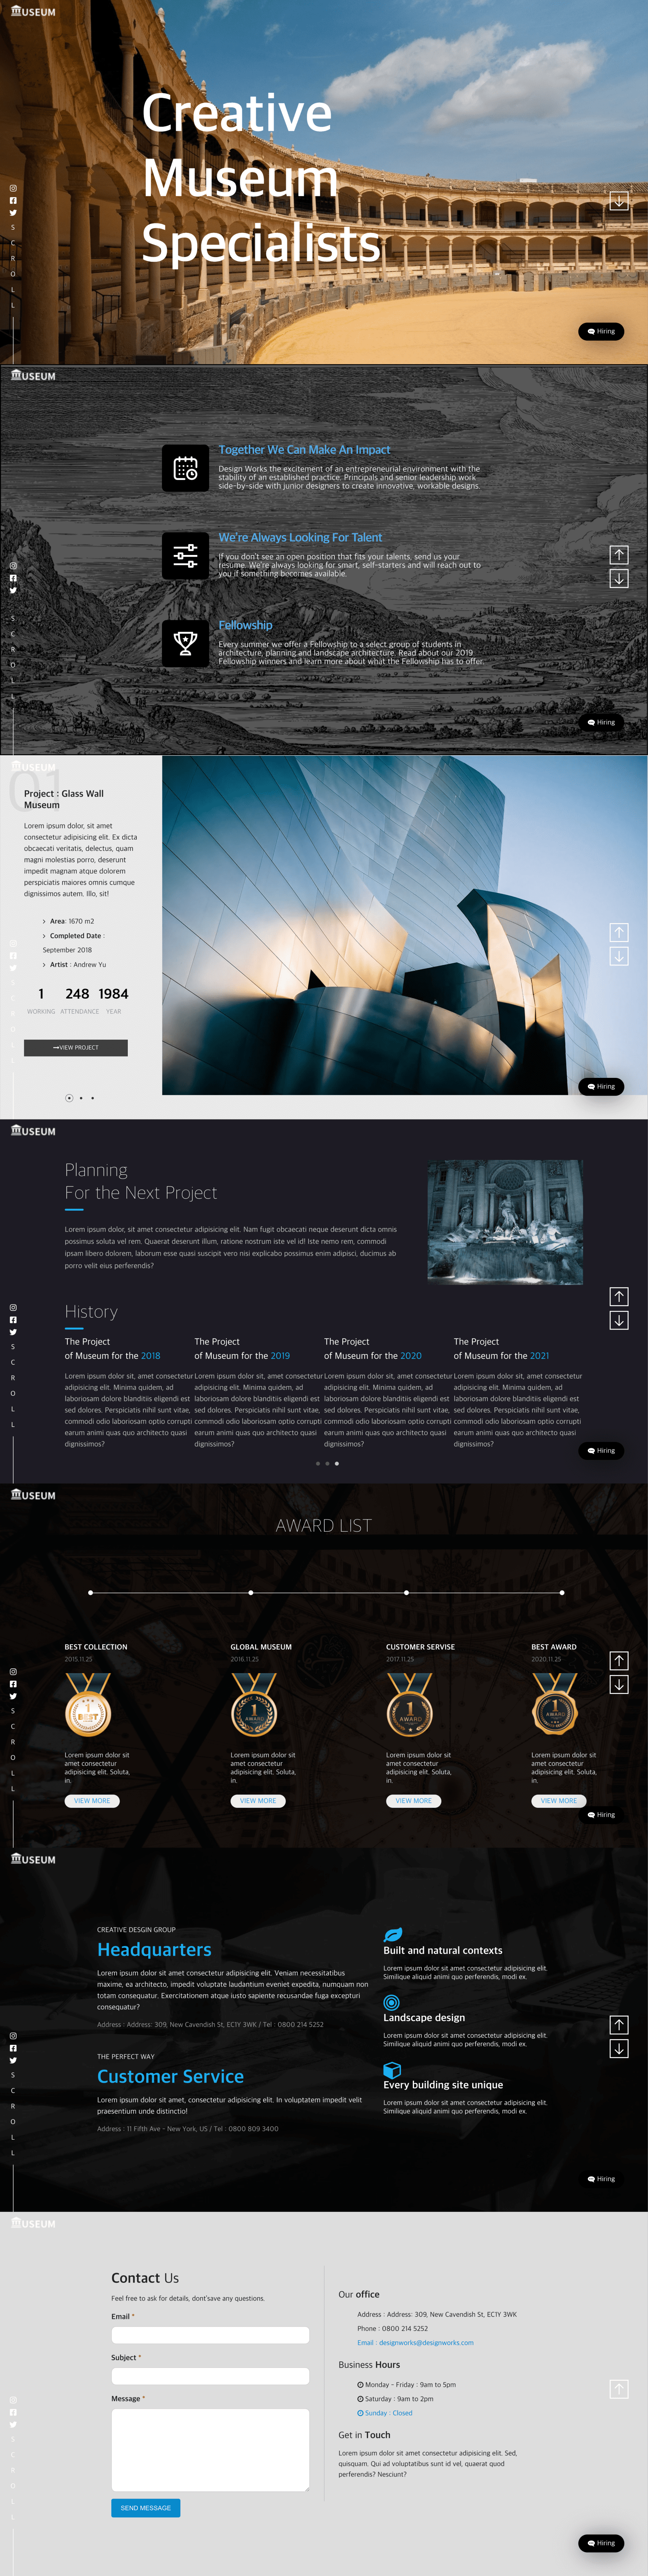 USEUM
Creative
Museum
Specialists
S
C
R
O
L
L
Hiring
USEUM
Together We Can Make An Impact
Design Works the excitement of an entrepreneurial environment with the
stability of an established practice. Principals and senior leadership work
side-by-side with junior designers to create innovative, workable designs.
We're Always Looking For Talent
If you don't see an open position that fits your talents, send us your
resume. We're always looking for smart, self-starters and will reach out to
you if something becomes available.
Fellowship
Every summer we offer a Fellowship to a select group of students in
architecture, planning and landscape architecture. Read about our 2019
Fellowship winners and learn more about what the Fellowship has to offer.
S
C
R
O
L
L
Hiring
USEUM
01
Project : Glass Wall
Museum
Lorem ipsum dolor, sit amet
consectetur adipisicing elit. Ex dicta
obcaecati veritatis, delectus, quam
magni molestias porro, deserunt
impedit magnam atque dolorem
perspiciatis maiores omnis cumque
dignissimos autem. Illo, sit!
Area: 1670 m2
Completed Date :
September 2018
Artist : Andrew Yu
1 248 1984
WORKING ATTENDANCE YEAR
VIEW PROJECT
Hiring
USEUM
Planning
For the Next Project
Lorem ipsum dolor, sit amet consectetur adipisicing elit. Nam fugit obcaecati neque deserunt dicta omnis
possimus soluta vel rem. Quaerat deserunt illum, ratione nostrum iste vel id! Iste nemo rem, commodi
ipsam libero dolorem, laborum esse quasi suscipit vero nisi explicabo possimus enim adipisci, ducimus ab
porro velit eius perferendis?
History
The Project
of Museum for the 2018
Lorem ipsum dolor sit, amet consectetur
adipisicing elit. Minima quidem, ad
laboriosam dolore blanditiis eligendi est
sed dolores. Perspiciatis nihil sunt vitae,
commodi odio laboriosam optio corrupti
earum animi quas quo architecto quasi
dignissimos?
The Project
of Museum for the 2019
Lorem ipsum dolor sit, amet consectetur
adipisicing elit. Minima quidem, ad
laboriosam dolore blanditiis eligendi est
sed dolores. Perspiciatis nihil sunt vitae,
commodi odio laboriosam optio corrupti
earum animi quas quo architecto quasi
dignissimos?
The Project
of Museum for the 2020
Lorem ipsum dolor sit, amet consectetur
adipisicing elit. Minima quidem, ad
laboriosam dolore blanditiis eligendi est
sed dolores. Perspiciatis nihil sunt vitae,
commodi odio laboriosam optio corrupti
earum animi quas quo architecto quasi
dignissimos?
The Project
of Museum for the 2021
Lorem ipsum dolor sit, amet consectetur
adipisicing elit. Minima quidem, ad
laboriosam dolore blanditiis eligendi est
sed dolores. Perspiciatis nihil sunt vitae,
commodi odio laboriosam optio corrupti
earum animi quas quo architecto quasi
dignissimos?
S
C
R
O
L
L
Hiring
USEUM
AWARD LIST
BEST COLLECTION
2015.11.25
1
BEST
Lorem ipsum dolor sit
amet consectetur
adipisicing elit. Soluta,
in.
VIEW MORE
GLOBAL MUSEUM
2016.11.25
1
AWARD
Lorem ipsum dolor sit
amet consectetur
adipisicing elit, Soluta,
in.
VIEW MORE
CUSTOMER SERVISE
2017.11.25
1
AWARD
Lorem ipsum dolor sit
amet consectetur
adipisicing elit. Soluta,
in.
VIEW MORE
BEST AWARD
2020.11.25
1
AWARD
Lorem ipsum dolor sit
amet consectetur
adipisicing elit. Soluta,
in.
VIEW MORE
S
C
R
O
L
L
Hiring
USEUM
CREATIVE DESGIN GROUP
Headquarters
Lorem ipsum dolor sit amet consectetur adipisicing elit. Veniam necessitatibus
maxime, ea architecto, impedit voluptate laudantium eveniet expedita, numquam non
totam consequatur. Exercitationem atque iusto sapiente recusandae fuga excepturi
consequatur?
Address : Address: 309, New Cavendish St, EC1Y 3WK / Tel : 0800 214 5252
THE PERFECT WAY
Customer Service
Lorem ipsum dolor sit amet, consectetur adipisicing elit. In voluptatem impedit velit
praesentium unde distinctio!
Address : 11 Fifth Ave - New York, US / Tel : 0800 809 3400
Built and natural contexts
Lorem ipsum dolor sit amet consectetur adipisicing elit.
Similique aliquid animi quo perferendis, modi ex.
Landscape design
Lorem ipsum dolor sit amet consectetur adipisicing elit.
Similique aliquid animi quo perferendis, modi ex.
Every building site unique
Lorem ipsum dolor sit amet consectetur adipisicing elit.
Similique aliquid animi quo perferendis, modi ex.
S
C
R
O
L
L
Hiring
USEUM
Contact Us
Feel free to ask for details, dont'save any questions.
Email *
Subject *
Message *
SEND MESSAGE
Our office
Address : Address: 309, New Cavendish St, EC1Y 3WK
Phone : 0800 214 5252
Email : designworks@designworks.com
Business Hours
Monday - Friday : 9am to 5pm
Saturday : 9am to 2pm
Sunday : Closed
Get in Touch
Lorem ipsum dolor sit amet consectetur adipisicing elit. Sed,
quisquam. Qui ad voluptatibus sunt id vel, quaerat quod
perferendis? Nesciunt?
Hiring